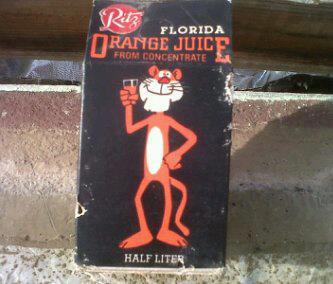 Ritz
FLORIDA
ORANGE JUICE
FROM CONCENTRATE
HALF LITER